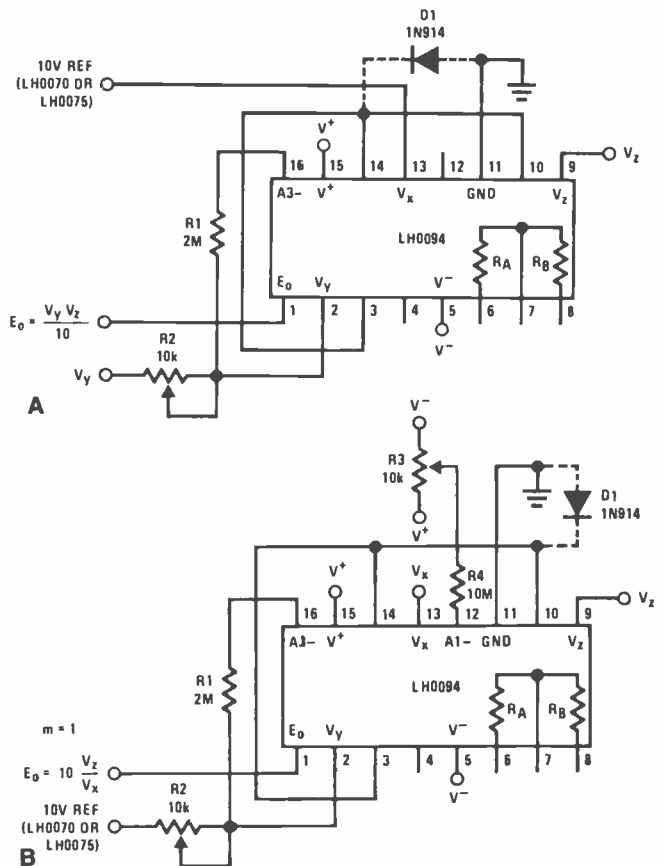 D1
1N914
10V REF
(LH0070 OR
LH0075)
V+
Vz
16 15 14 13 12 11 10 9
A3- V+ Vx GND Vz
R1
2M
LH0094
RA RB
Eo Vy V-
1 2 3 4 5 6 7 8
Eo = Vy Vz
10
R2
10k
V-
Vy
A
V-
R3
10k
V+
D1
1N914
V+ Vx R4
10M
Vz
16 15 14 13 12 11 10 9
A3- V+ Vx A1- GND Vz
R1
2M
LH0094
RA RB
m = 1
Eo Vy V-
1 2 3 4 5 6 7 8
Eo = 10 Vz
Vx
R2
10k
V-
10V REF
(LH0070 OR
LH0075)
B